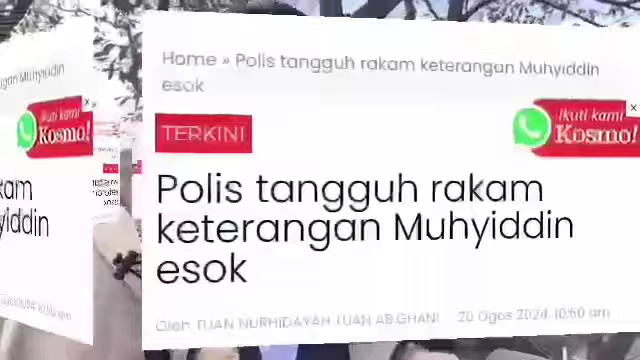 Home » Polis tangguh rakam keterangan Muhyiddin
esok
TERKINI
Ikuti kami
Kosmo!
Polis tangguh rakam
keterangan Muhyiddin
esok
Oleh TUAN NURHIDAYAH TUAN AB.GHANI 20 Ogos 2024, 10:50 am
Muhyiddin
Ikuti kami
Kosmo!